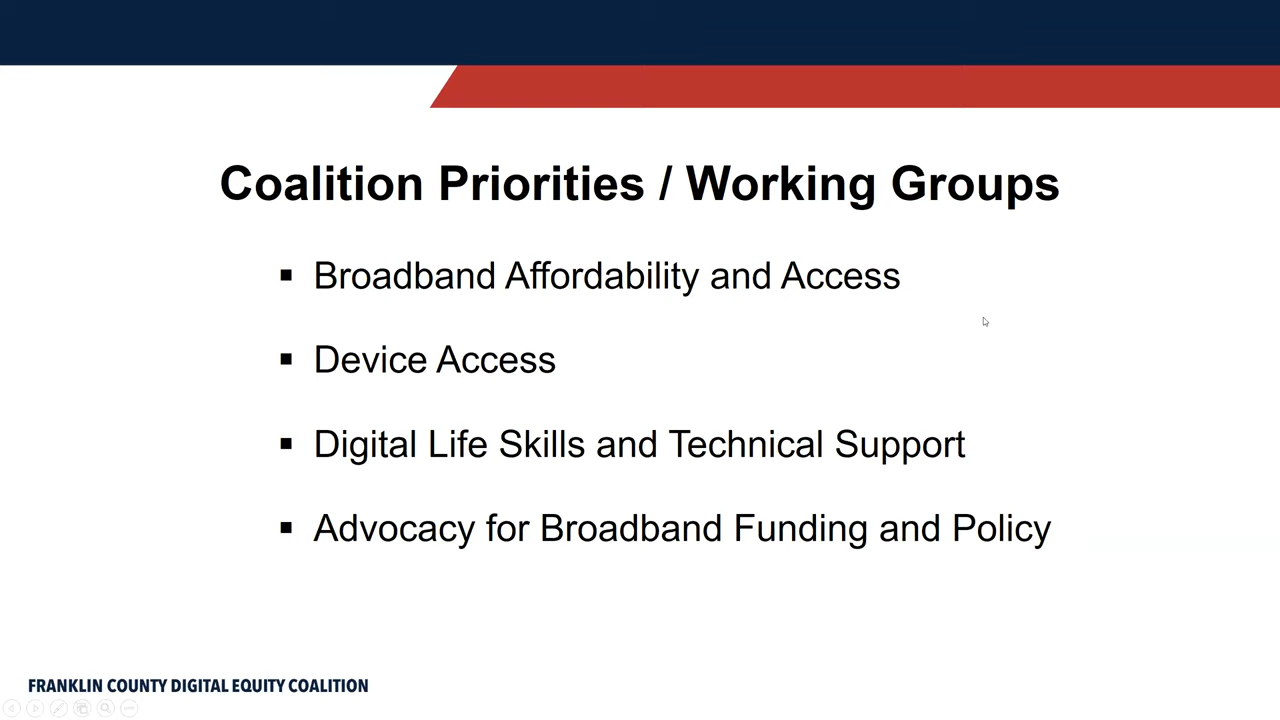 Coalition Priorities / Working Groups
▪ Broadband Affordability and Access
▪ Device Access
▪ Digital Life Skills and Technical Support
▪ Advocacy for Broadband Funding and Policy
FRANKLIN COUNTY DIGITAL EQUITY COALITION